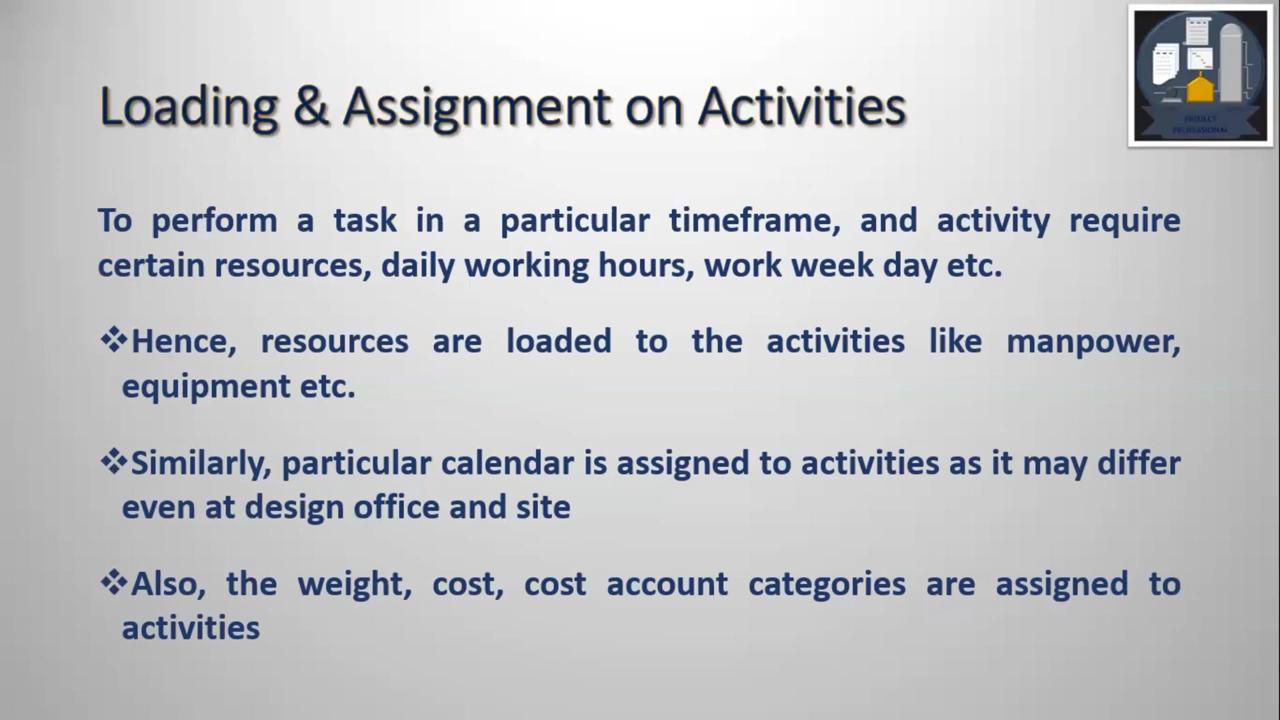 Loading & Assignment on Activities
To perform a task in a particular timeframe, and activity require
certain resources, daily working hours, work week day etc.
❖Hence, resources are loaded to the activities like manpower,
equipment etc.
❖Similarly, particular calendar is assigned to activities as it may differ
even at design office and site
❖Also, the weight, cost, cost account categories are assigned to
activities